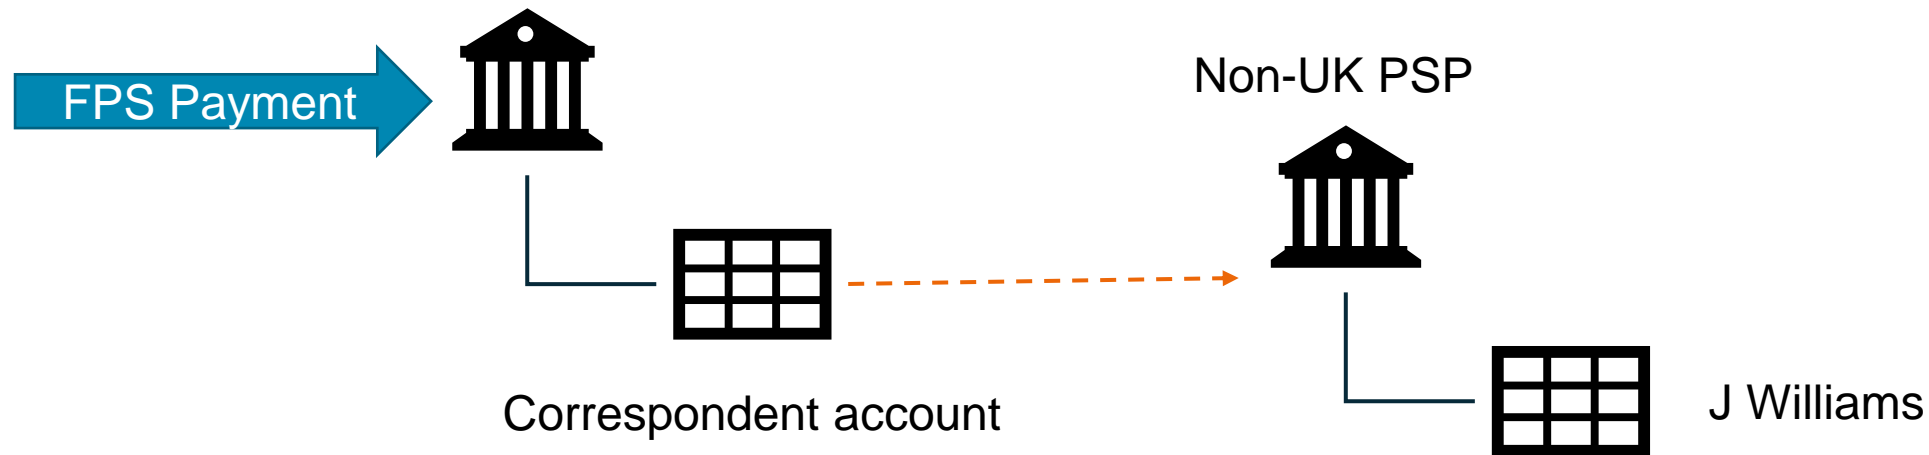 FPS Payment
Non-UK PSP
Correspondent account
J Williams